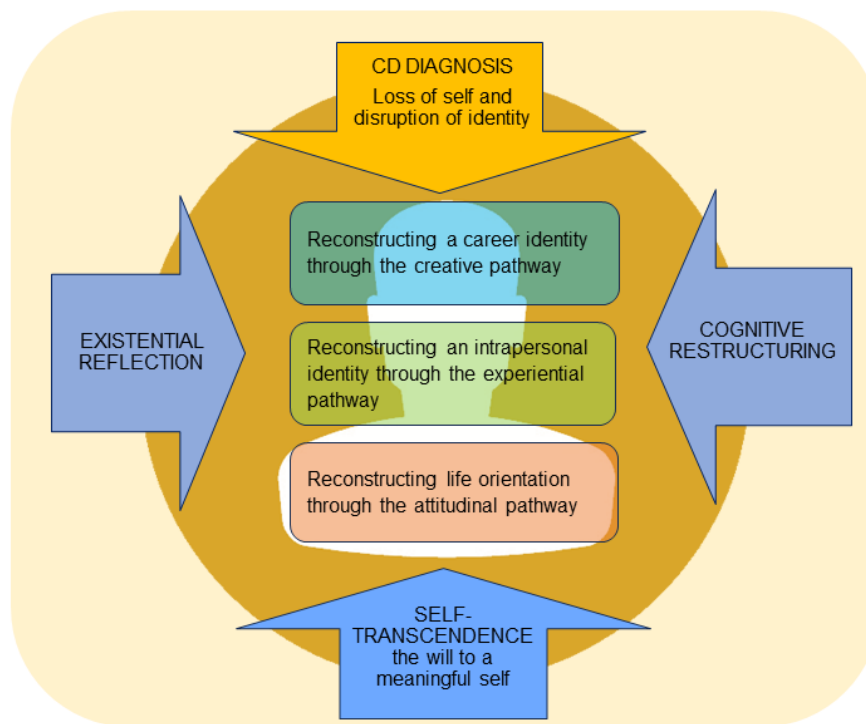 CD DIAGNOSIS
Loss of self and
disruption of identity
Reconstructing a career identity
through the creative pathway
EXISTENTIAL
REFLECTION
Reconstructing an intrapersonal
identity through the experiential
pathway
COGNITIVE
RESTRUCTURING
Reconstructing life orientation
through the attitudinal pathway
SELF-
TRANSCENDENCE
the will to a
meaningful self